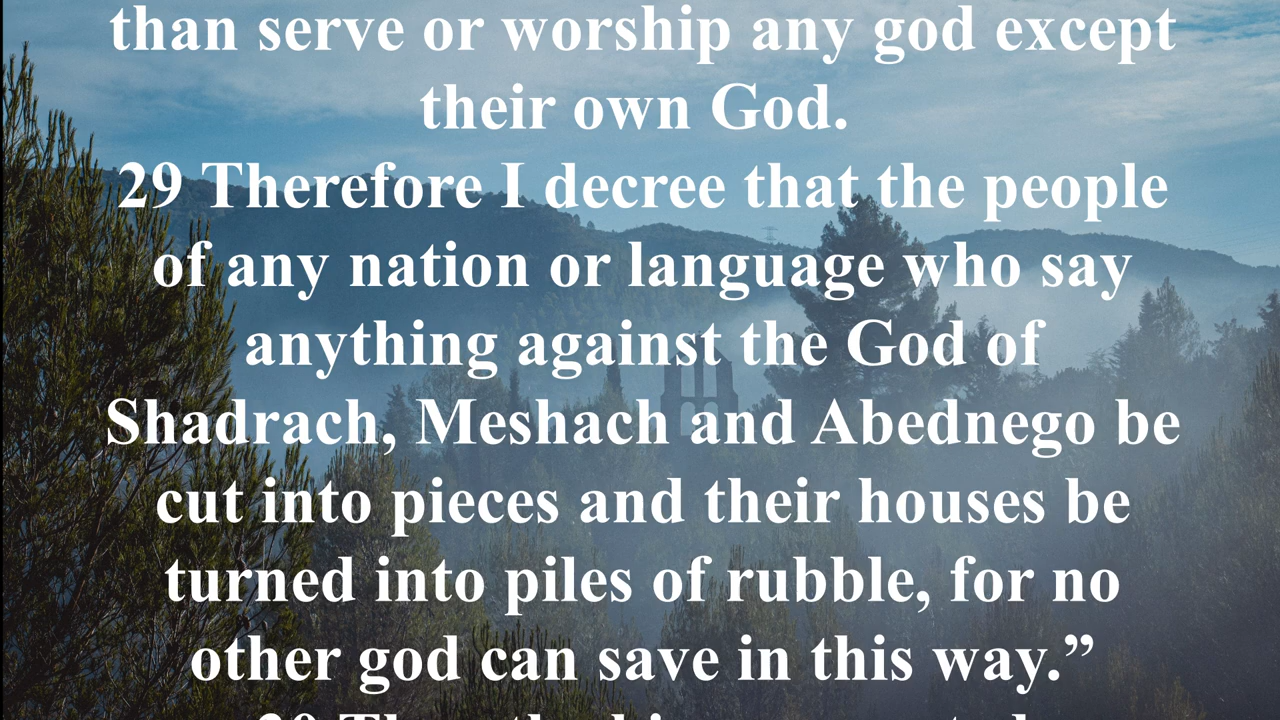 than serve or worship any god except
their own God.
29 Therefore I decree that the people
of any nation or language who say
anything against the God of
Shadrach, Meshach and Abednego be
cut into pieces and their houses be
turned into piles of rubble, for no
other god can save in this way.”